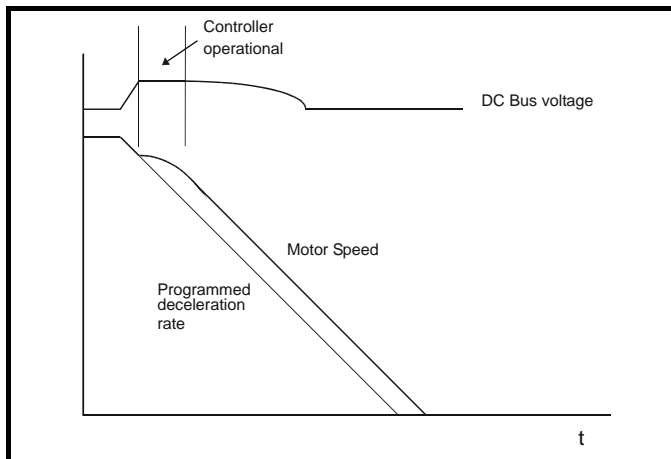 Controller
operational
DC Bus voltage
Motor Speed
Programmed
deceleration
rate
t